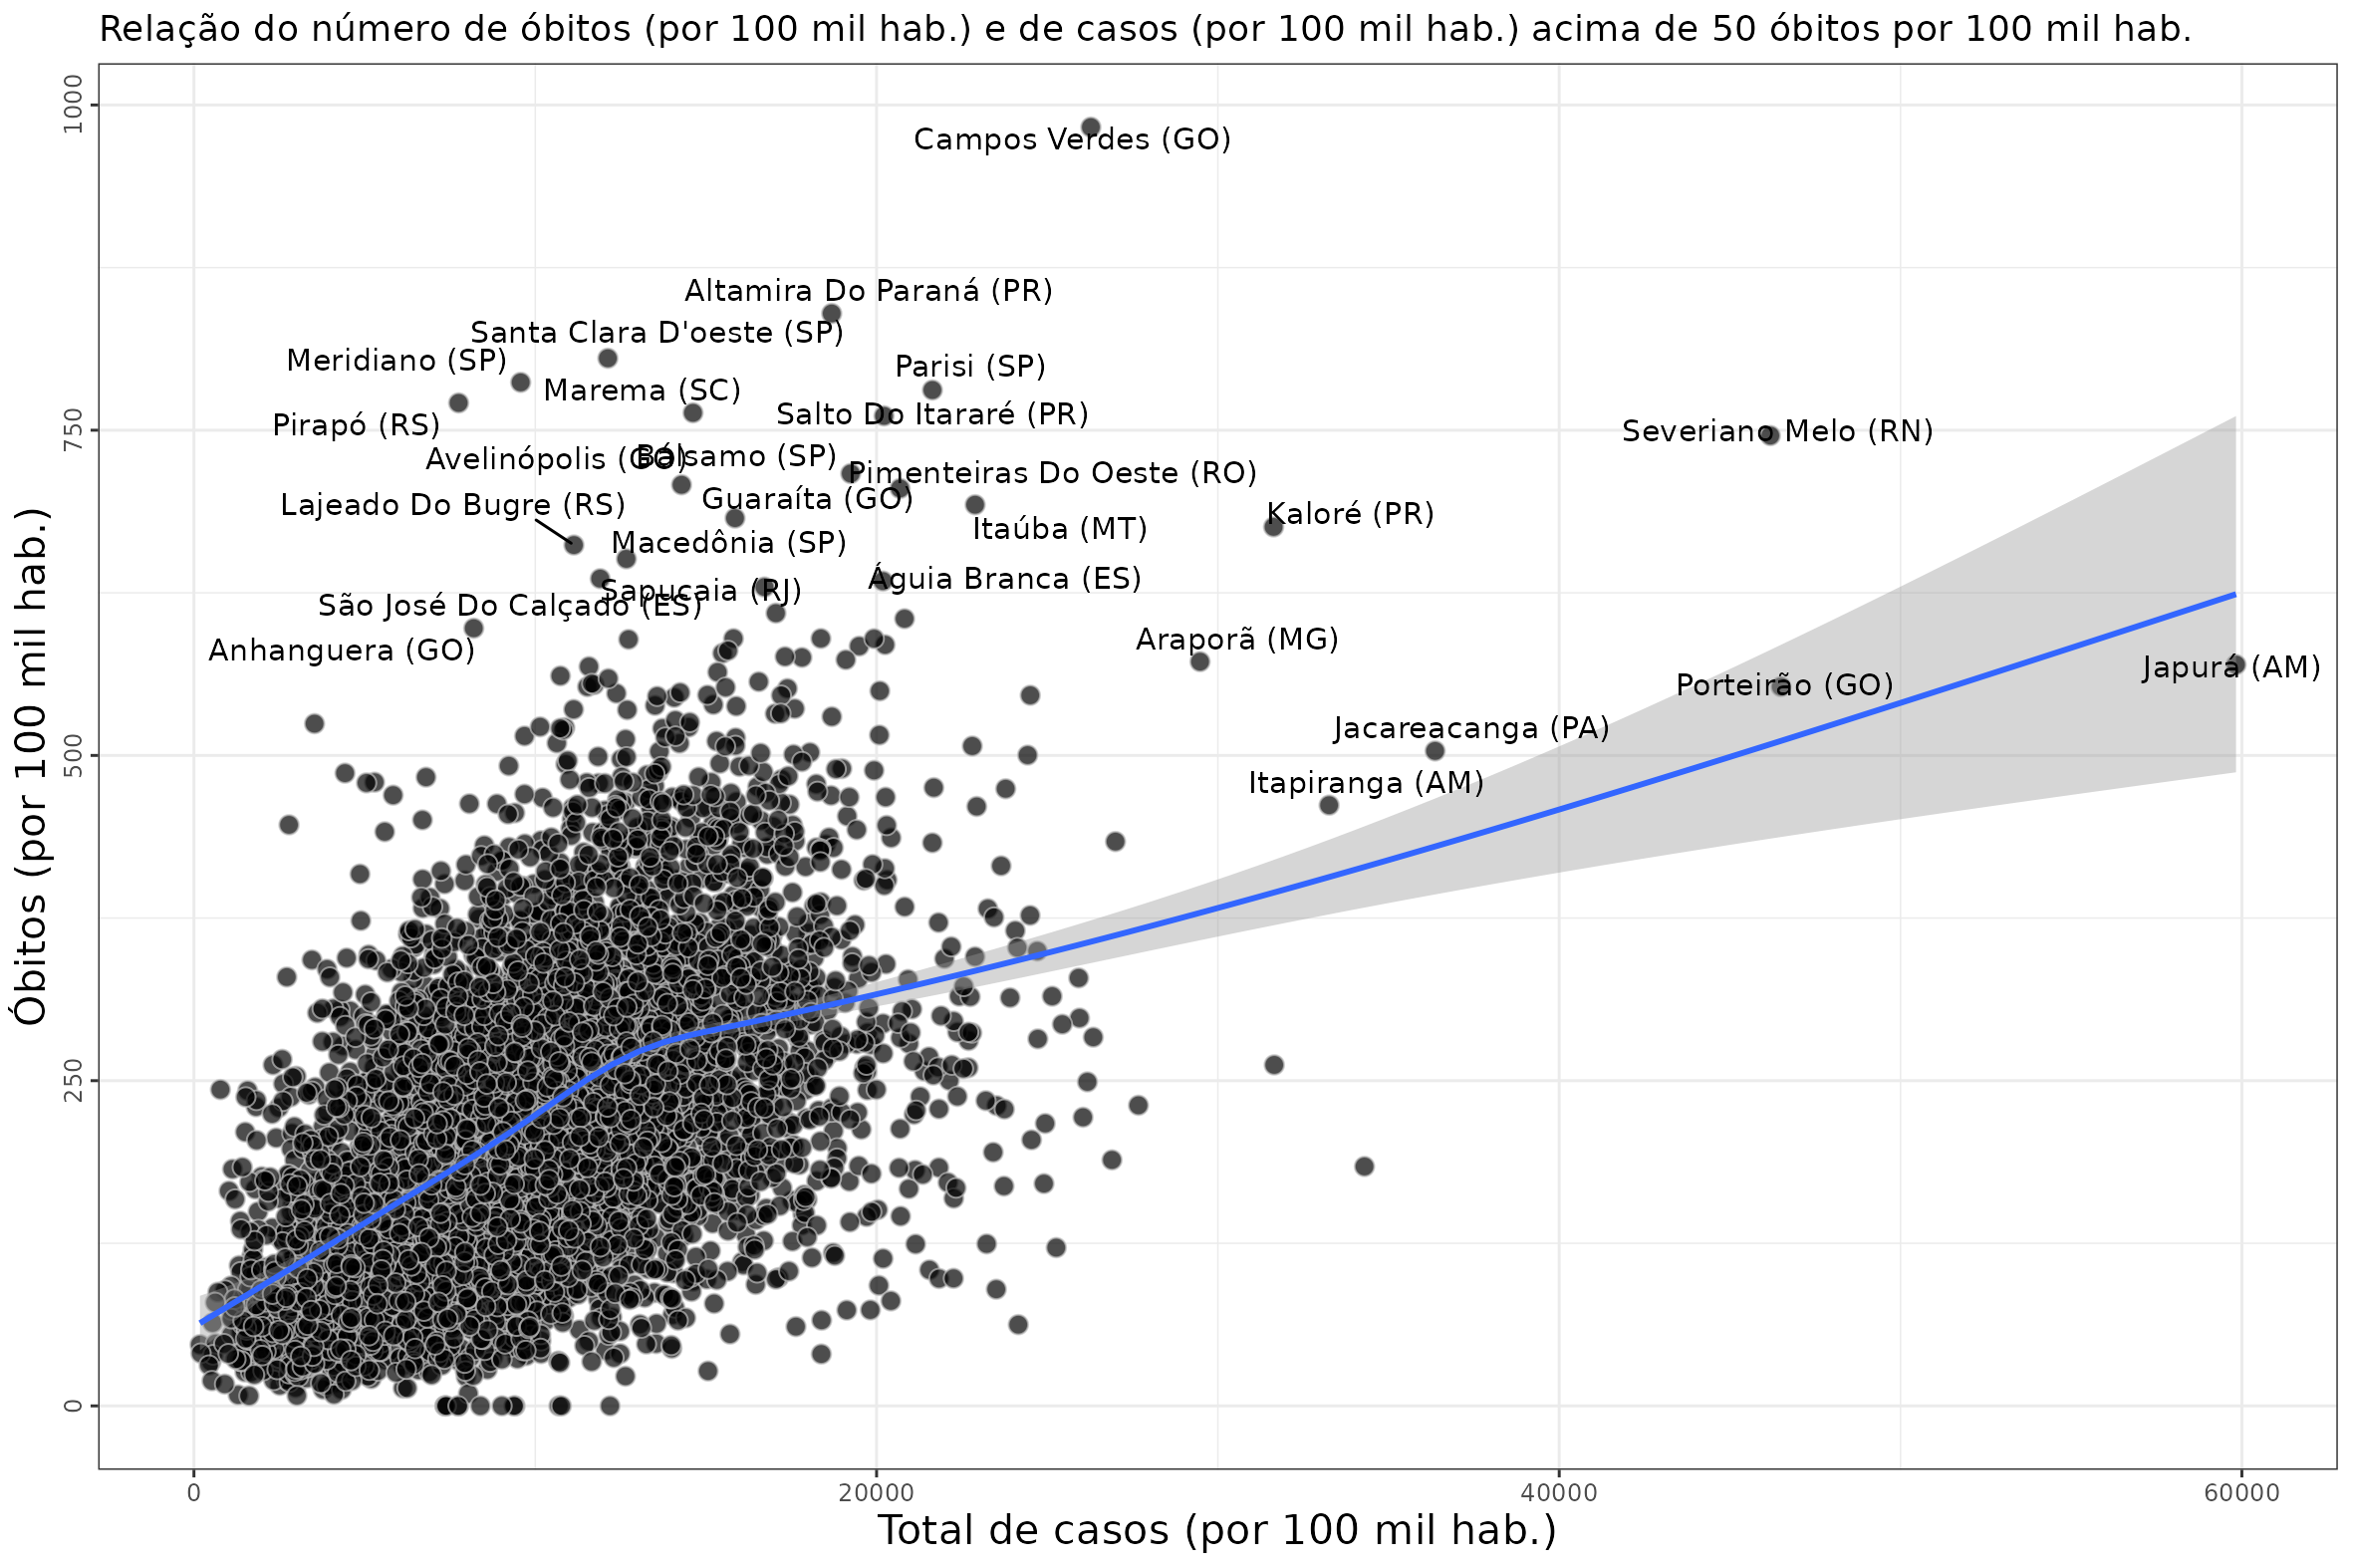 Relação do número de óbitos (por 100 mil hab.) e de casos (por 100 mil hab.) acima de 50 óbitos por 100 mil hab.
1000
Campos Verdes (GO)
Altamira Do Paraná (PR)
Santa Clara D'oeste (SP)
Meridiano (SP)
Parisi (SP)
Marema (SC)
Salto Do Itararé (PR)
Pirapó (RS)
750
Severiano Melo (RN)
Avelinópolis (GO)
Bálsamo (SP)
Pimenteiras Do Oeste (RO)
Guaraíta (GO)
Lajeado Do Bugre (RS)
Kaloré (PR)
Itaúba (MT)
Macedônia (SP)
Águia Branca (ES)
Sapucaia (RJ)
São José Do Calçado (ES)
Araporã (MG)
Anhanguera (GO)
Japurá (AM)
Porteirão (GO)
Jacareacanga (PA)
500
Itapiranga (AM)
250
0
Óbitos (por 100 mil hab.)
0
20000
40000
60000
Total de casos (por 100 mil hab.)